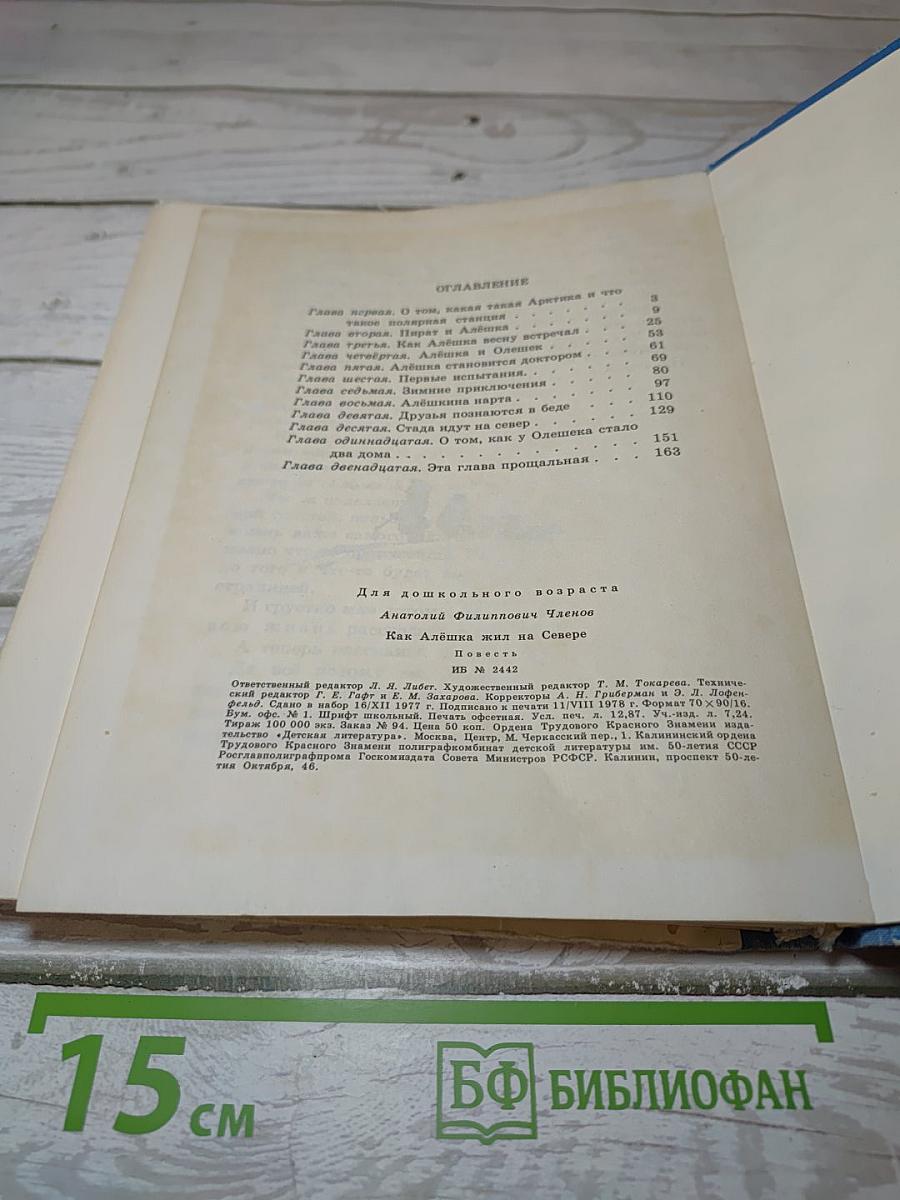 ОГЛАВЛЕНИЕ
Глава первая. О том, какая такая Арктика и что
такое полярная станция . . . . . . 3
Глава вторая. Пират и Алёшка . . . . . . 9
Глава третья. Как Алёшка весну встречал . . . 25
Глава четвёртая. Алёшка и Олешек . . . . 53
Глава пятая. Алёшка становится доктором . . . 61
Глава шестая. Первые испытания. . . . . . 69
Глава седьмая. Зимние приключения . . . . 80
Глава восьмая. Алёшкина нарта . . . . . 97
Глава девятая. Друзья познаются в беде . . . 110
Глава десятая. Стада идут на север . . . . . 129
Глава одиннадцатая. О том, как у Олешека стало
два дома . . . . . . . . . . . 151
Глава двенадцатая. Эта глава прощальная . . . 163
Для дошкольного возраста
Анатолий Филиппович Членов
Как Алёшка жил на Севере
Повесть
ИБ № 2442
Ответственный редактор Л. Я. Либет. Художественный редактор Т. М. Токарева. Техниче-
ский редактор Г. Е. Гафт и Е. М. Захарова. Корректоры А. Н. Гриберман и Э. Л. Лофен-
фельд. Сдано в набор 16/XII 1977 г. Подписано к печати 11/VIII 1978 г. Формат 70×90/16.
Бум. офс. № 1. Шрифт школьный. Печать офсетная. Усл. печ. л. 12,87. Уч.-изд. л. 7,24.
Тираж 100 000 экз. Заказ № 94. Цена 50 коп. Ордена Трудового Красного Знамени изда-
тельство «Детская литература». Москва, Центр, М. Черкасский пер., 1. Калининский ордена
Трудового Красного Знамени полиграфкомбинат детской литературы им. 50-летия СССР
Росглавполиграфпрома Госкомиздата Совета Министров РСФСР. Калинин, проспект 50-ле-
тия Октября, 46.
15 см
БФ БИБЛИОФАН